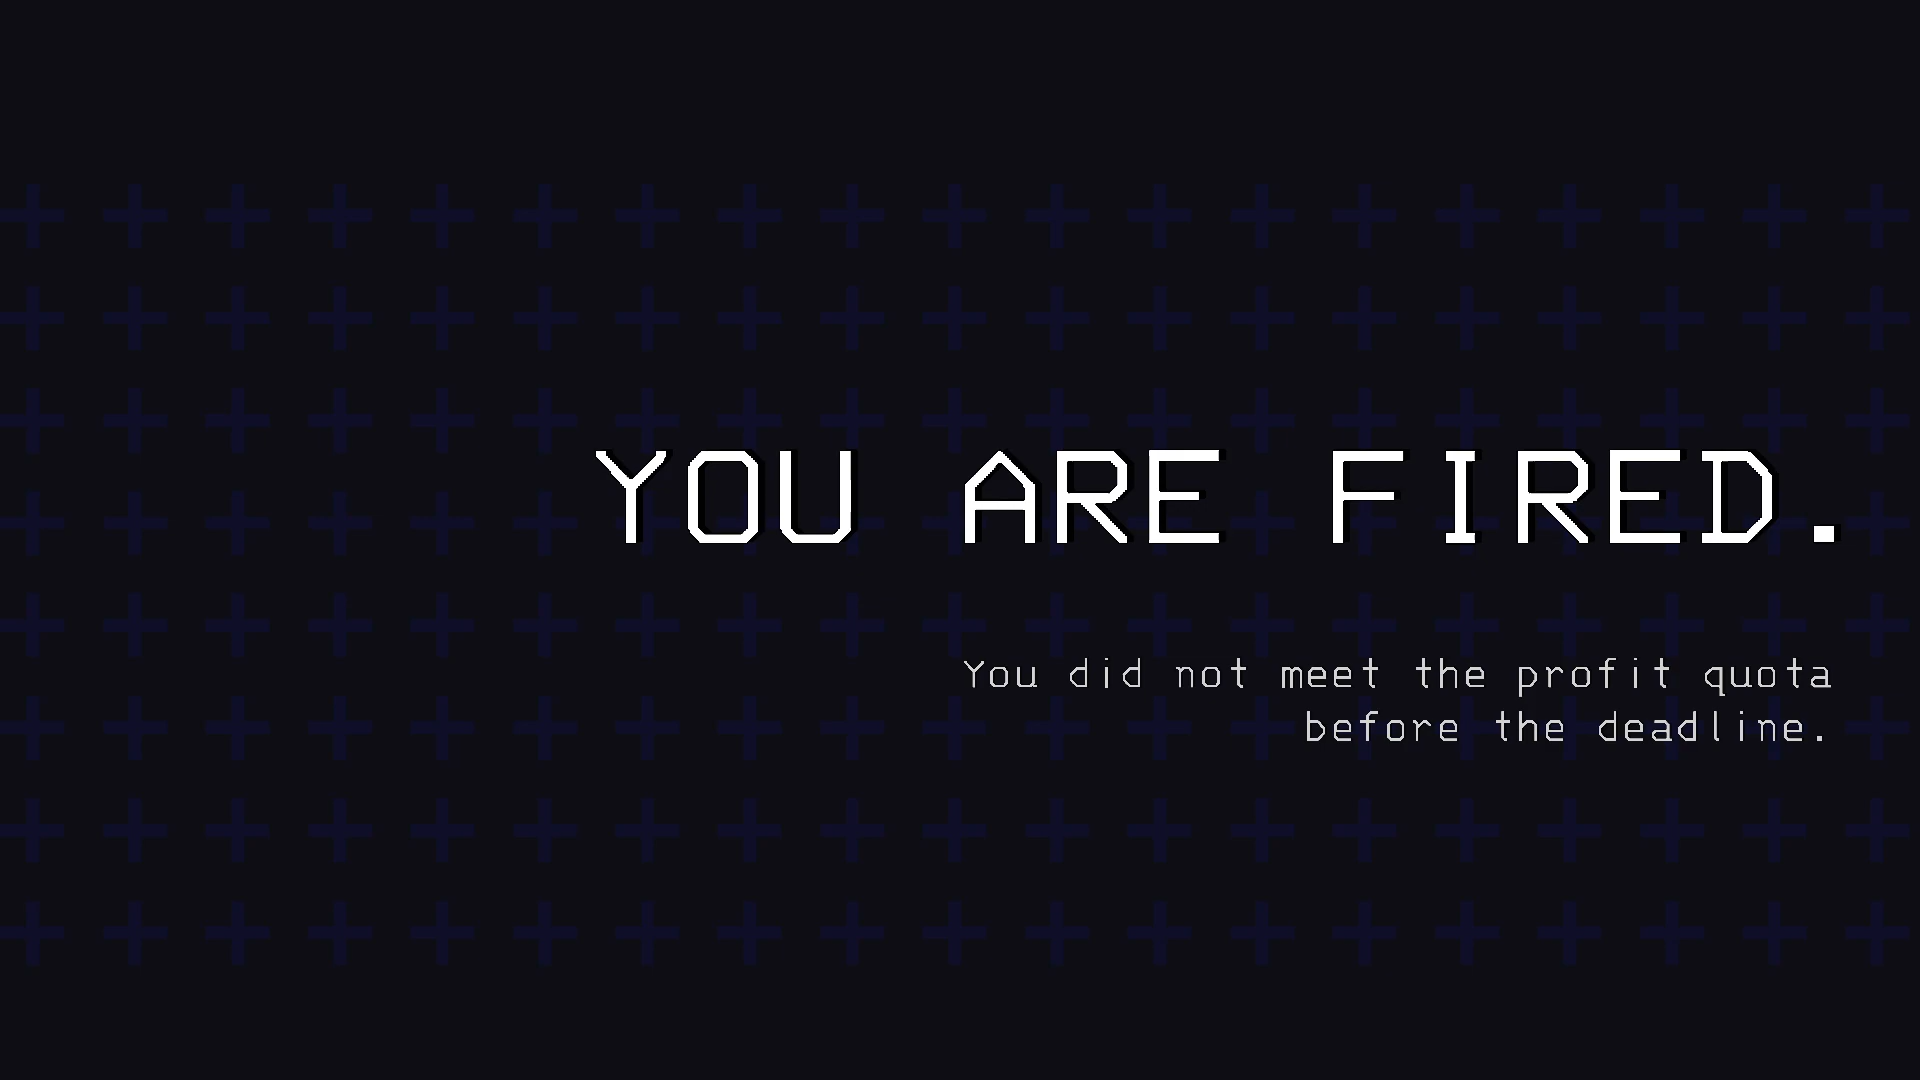 YOU ARE FIRED.
You did not meet the profit quota
before the deadline.